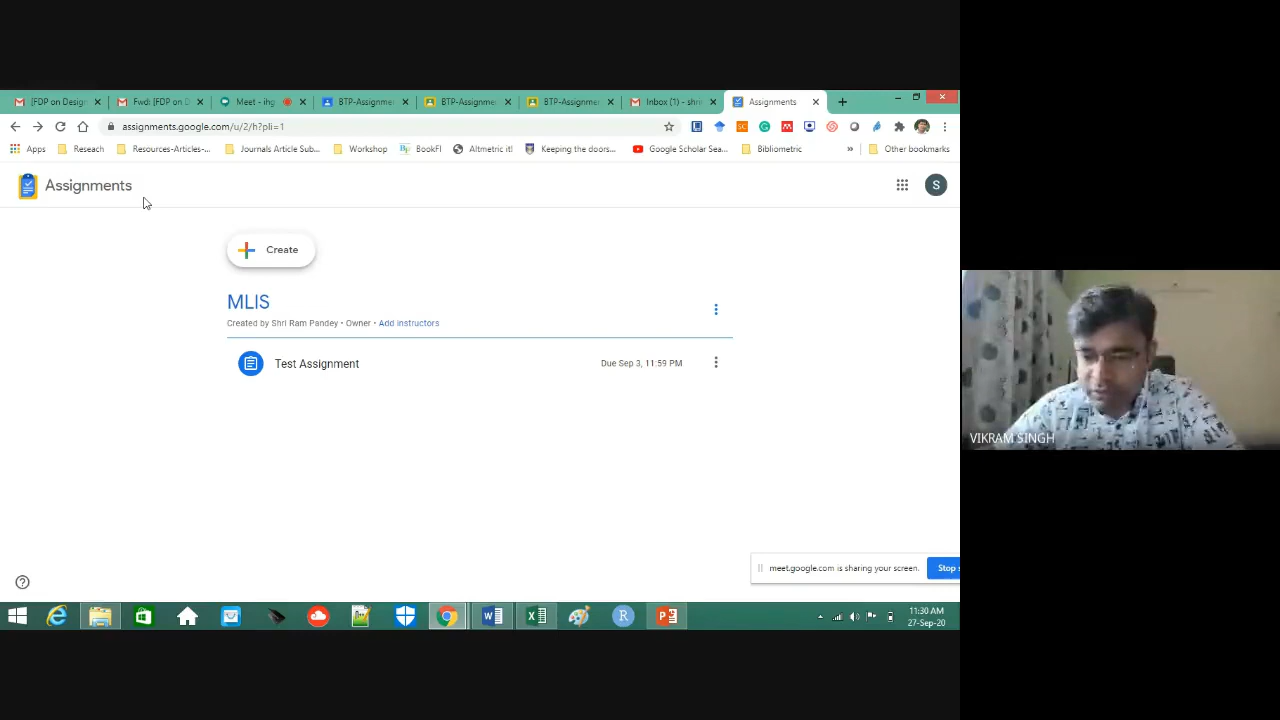 [FDP on Design
Fwd: [FDP on D
Meet - ihg
BTP-Assignme
BTP-Assignme
BTP-Assignme
Inbox (1) - shri
Assignments
assignments.google.com/u/2/h?pli=1
Apps
Reseach
Resources-Articles-...
Journals Article Sub...
Workshop
BookFI
Altmetric it!
Keeping the doors...
Google Scholar Sea...
Bibliometric
»
Other bookmarks
Assignments
S
Create
MLIS
Created by Shri Ram Pandey • Owner • Add instructors
Test Assignment
Due Sep 3, 11:59 PM
VIKRAM SINGH
meet.google.com is sharing your screen.
Stop s
11:30 AM
27-Sep-20